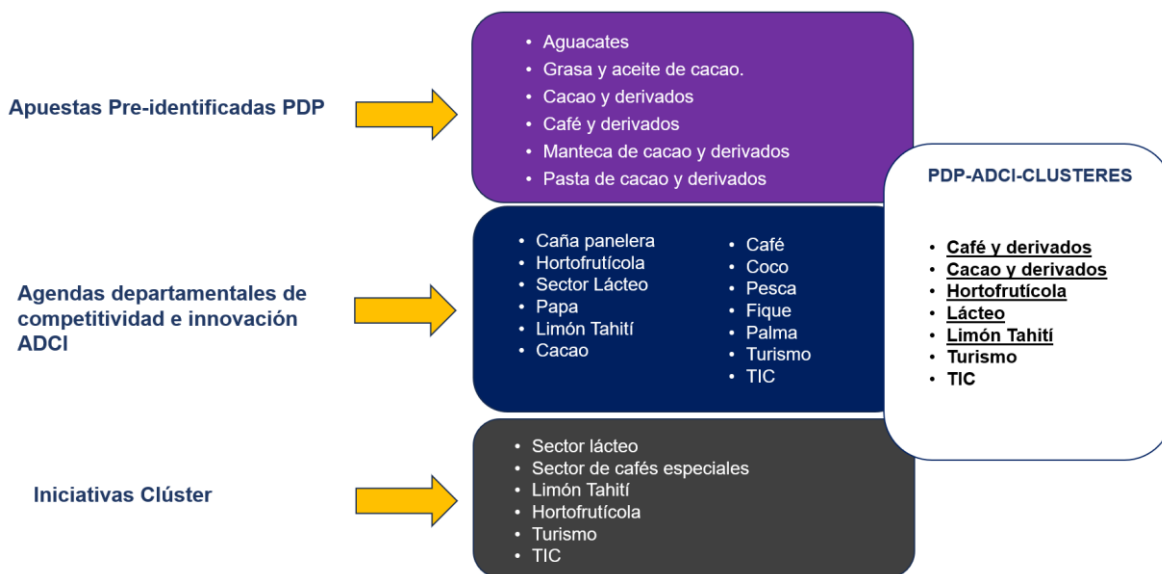 Apuestas Pre-identificadas PDP
• Aguacates
• Grasa y aceite de cacao.
• Cacao y derivados
• Café y derivados
• Manteca de cacao y derivados
• Pasta de cacao y derivados
Agendas departamentales de
competitividad e innovación
ADCI
• Caña panelera
• Hortofrutícola
• Sector Lácteo
• Papa
• Limón Tahití
• Cacao
• Café
• Coco
• Pesca
• Fique
• Palma
• Turismo
• TIC
Iniciativas Clúster
• Sector lácteo
• Sector de cafés especiales
• Limón Tahití
• Hortofrutícola
• Turismo
• TIC
PDP-ADCI-CLUSTERES
• Café y derivados
• Cacao y derivados
• Hortofrutícola
• Lácteo
• Limón Tahití
• Turismo
• TIC